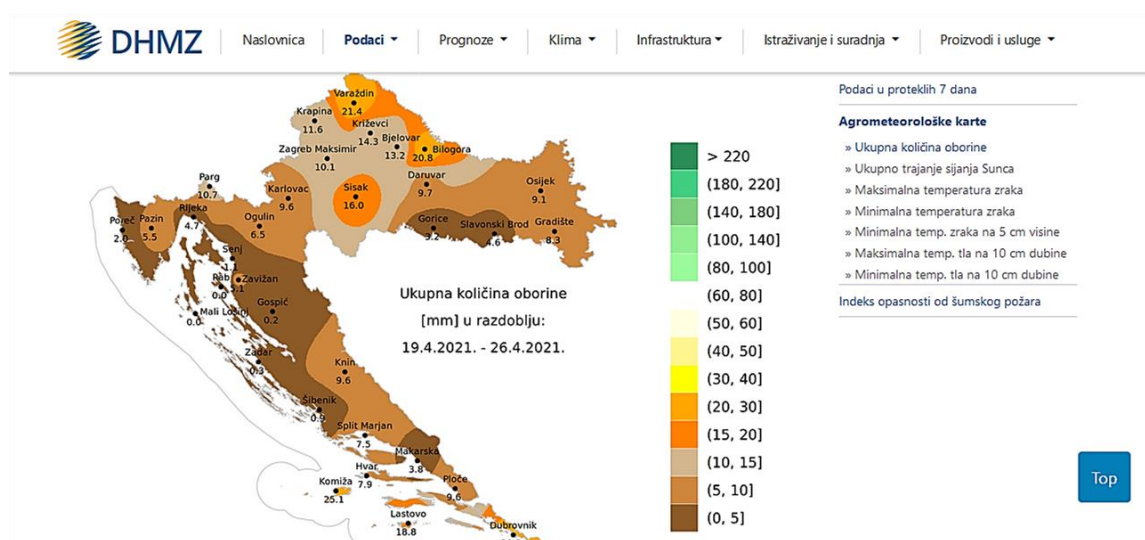 DHMZ
Naslovnica
Podaci
Prognoze
Klima
Infrastruktura
Istraživanje i suradnja
Proizvodi i usluge
Varaždin
21.4
Krapina
11.6
Križevci
14.3
Bjelovar
13.2
Bilogora
20.8
Zagreb Maksimir
10.1
Daruvar
9.7
Osijek
9.1
Parg
10.7
Karlovac
9.6
Sisak
16.0
Rijeka
4.7
Poreč
2.0
Pazin
5.5
Ogulin
6.5
Gorice
3.2
Slavonski Brod
4.6
Gradište
8.3
Senj
1.1
Rab
0.0
Zavižan
5.1
Gospić
0.2
Mali Lošinj
0.0
Zadar
0.3
Knin
9.6
Šibenik
0.9
Split Marjan
7.5
Makarska
3.8
Hvar
7.9
Komiža
25.1
Ploče
9.6
Lastovo
18.8
Dubrovnik
Ukupna količina oborine
[mm] u razdoblju:
19.4.2021. - 26.4.2021.
> 220
(180, 220]
(140, 180]
(100, 140]
(80, 100]
(60, 80]
(50, 60]
(40, 50]
(30, 40]
(20, 30]
(15, 20]
(10, 15]
(5, 10]
(0, 5]
Podaci u proteklih 7 dana
Agrometeorološke karte
» Ukupna količina oborine
» Ukupno trajanje sijanja Sunca
» Maksimalna temperatura zraka
» Minimalna temperatura zraka
» Minimalna temp. zraka na 5 cm visine
» Maksimalna temp. tla na 10 cm dubine
» Minimalna temp. tla na 10 cm dubine
Indeks opasnosti od šumskog požara
Top